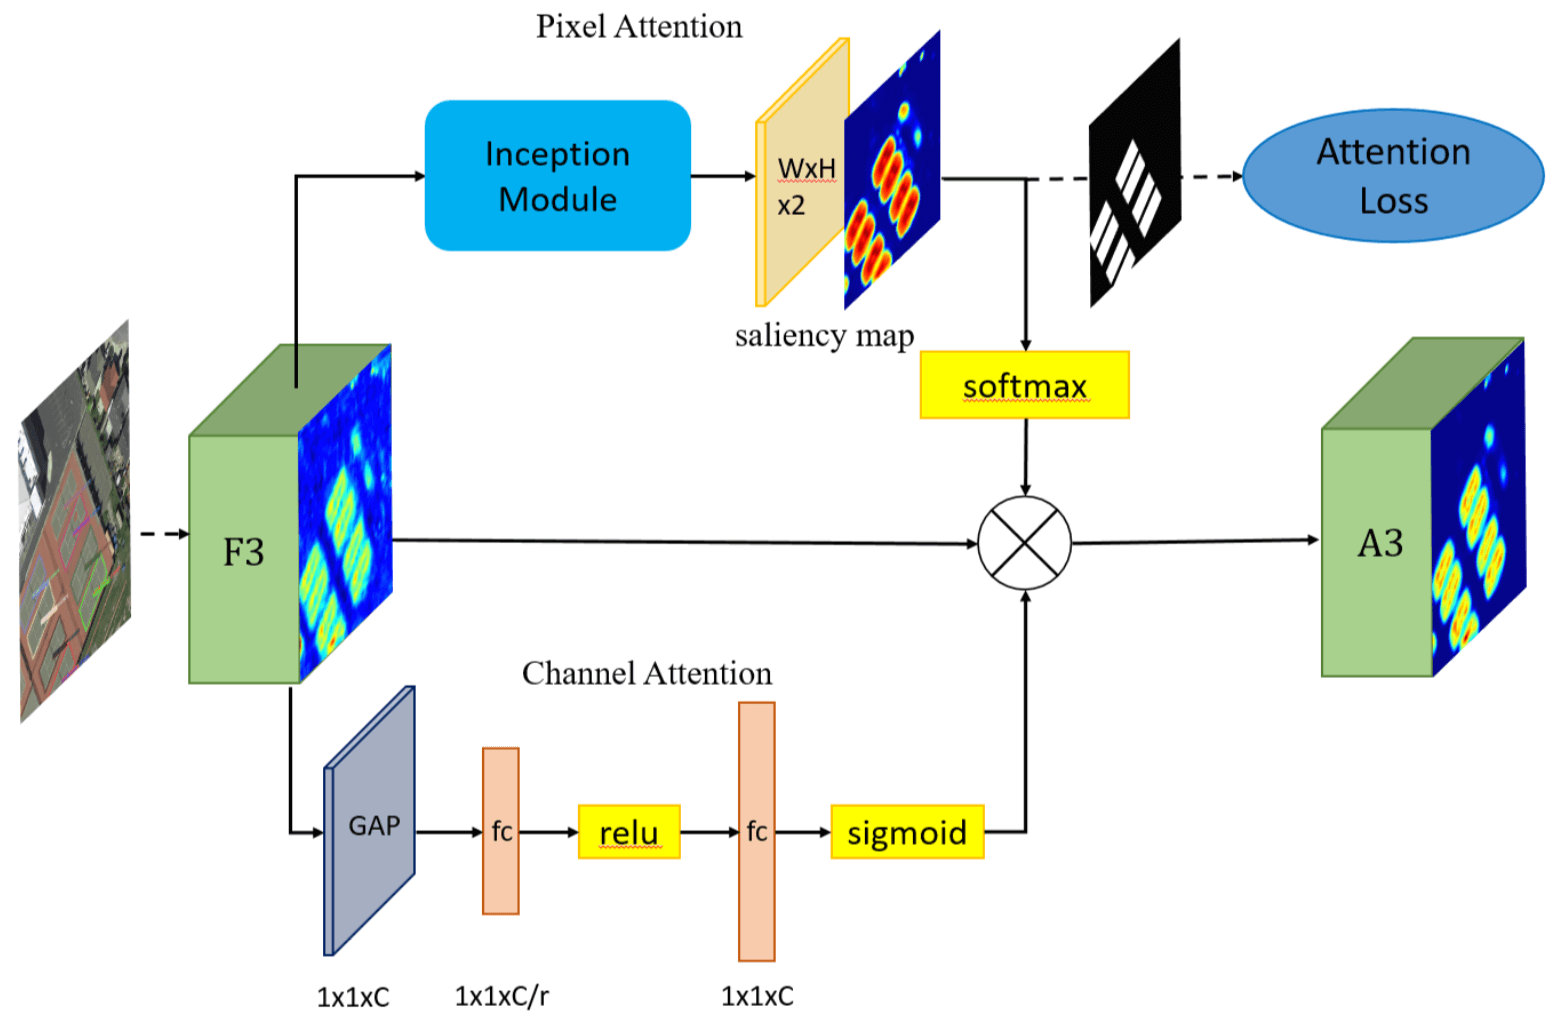 Pixel Attention
Inception
Module
WxH
x2
Attention
Loss
saliency map
softmax
F3
A3
Channel Attention
GAP
fc
relu
fc
sigmoid
1x1xC
1x1xC/r
1x1xC